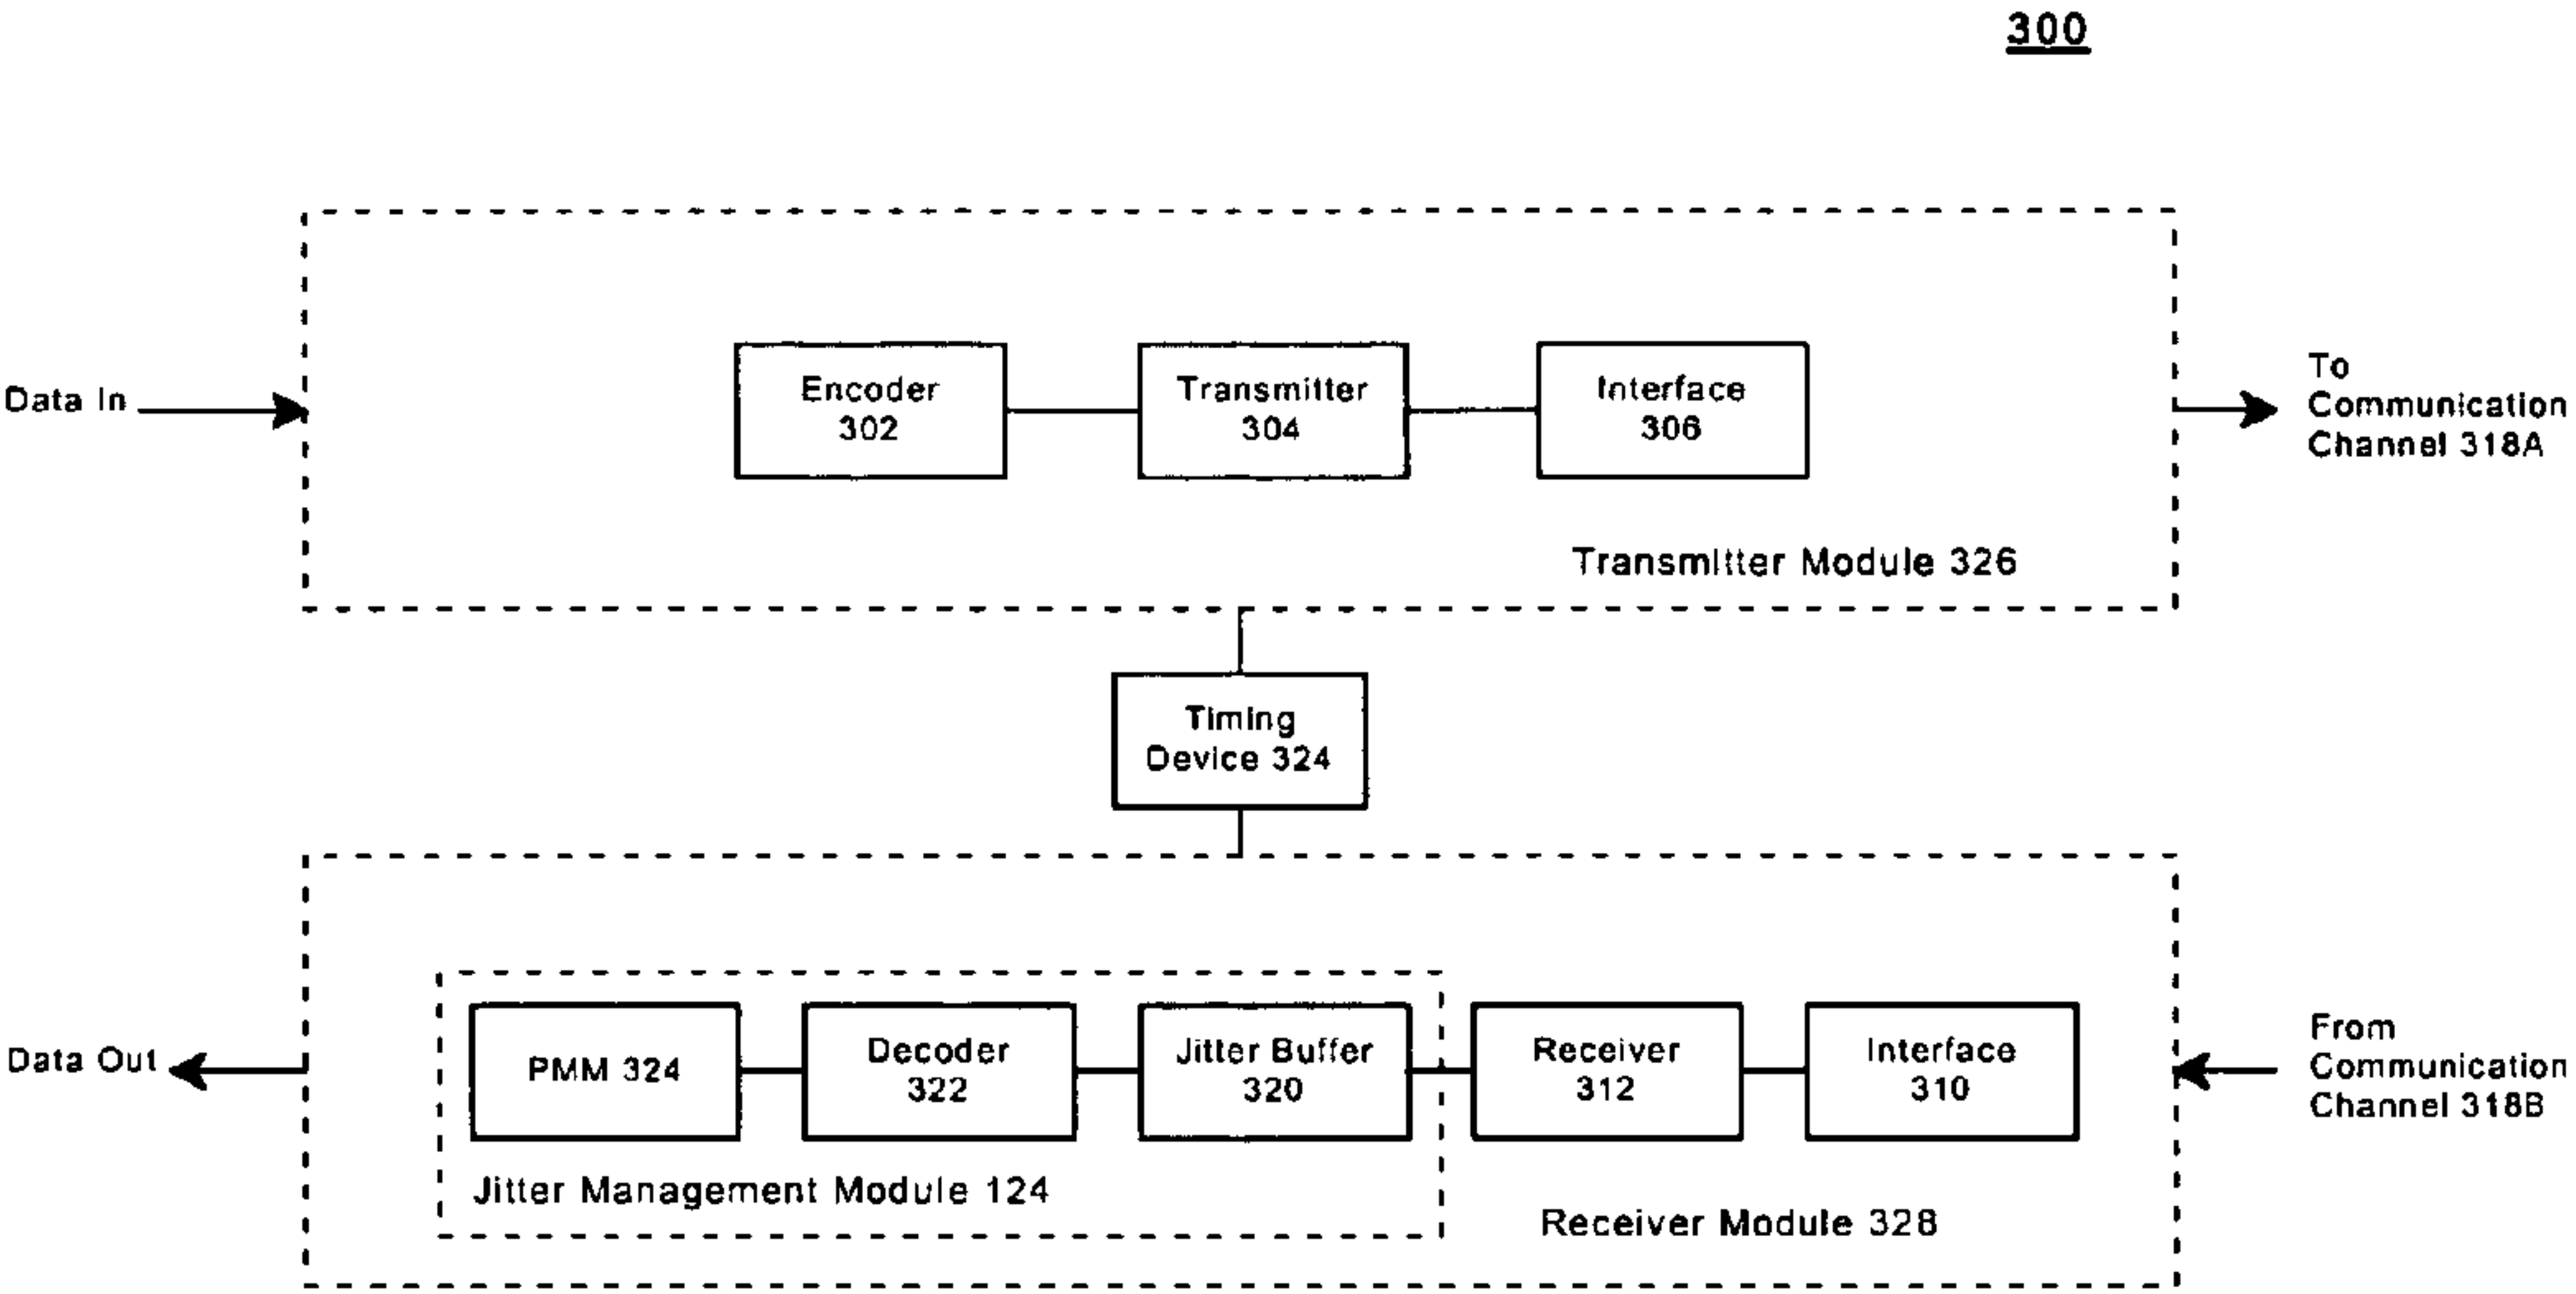 300
Data In
Encoder
302
Transmitter
304
Interface
306
To
Communication
Channel 318A
Transmitter Module 326
Timing
Device 324
Data Out
PMM 324
Decoder
322
Jitter Buffer
320
Receiver
312
Interface
310
From
Communication
Channel 318B
Jitter Management Module 124
Receiver Module 328